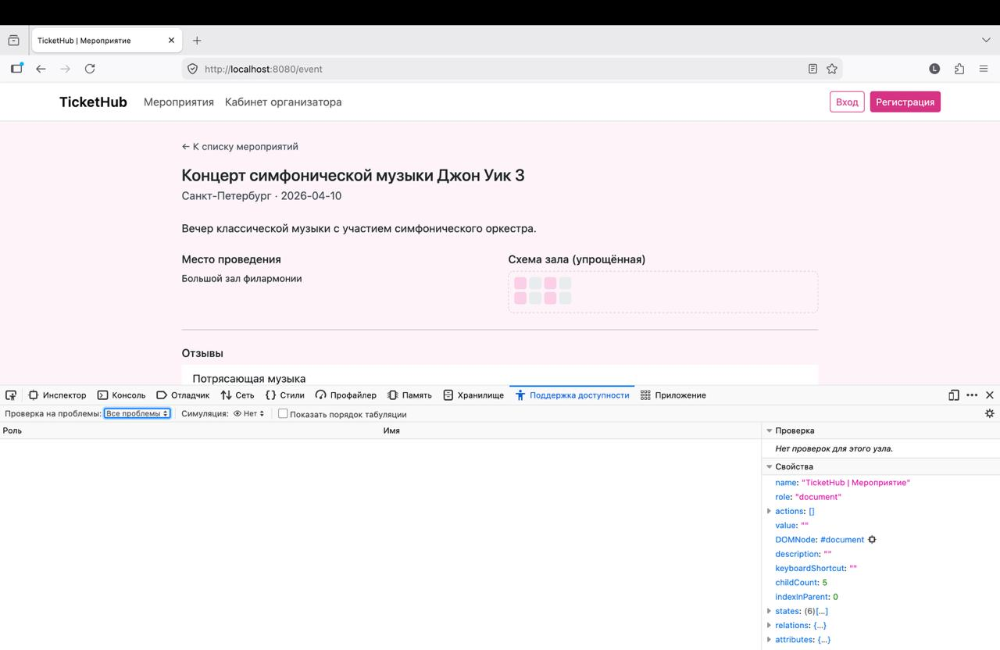 TicketHub | Мероприятие
http://localhost:8080/event
L
TicketHub Мероприятия Кабинет организатора Вход Регистрация
← К списку мероприятий
Концерт симфонической музыки Джон Уик 3
Санкт-Петербург · 2026-04-10
Вечер классической музыки с участием симфонического оркестра.
Место проведения
Большой зал филармонии
Схема зала (упрощённая)
Отзывы
Потрясающая музыка
Инспектор Консоль Отладчик Сеть Стили Профайлер Память Хранилище Поддержка доступности Приложение
Проверка на проблемы: Все проблемы Симуляция: Нет Показать порядок табуляции
Роль Имя
Проверка
Нет проверок для этого узла.
Свойства
name: "TicketHub | Мероприятие"
role: "document"
actions: []
value: ""
DOMNode: #document
description: ""
keyboardShortcut: ""
childCount: 5
indexInParent: 0
states: (6)[…]
relations: {…}
attributes: {…}